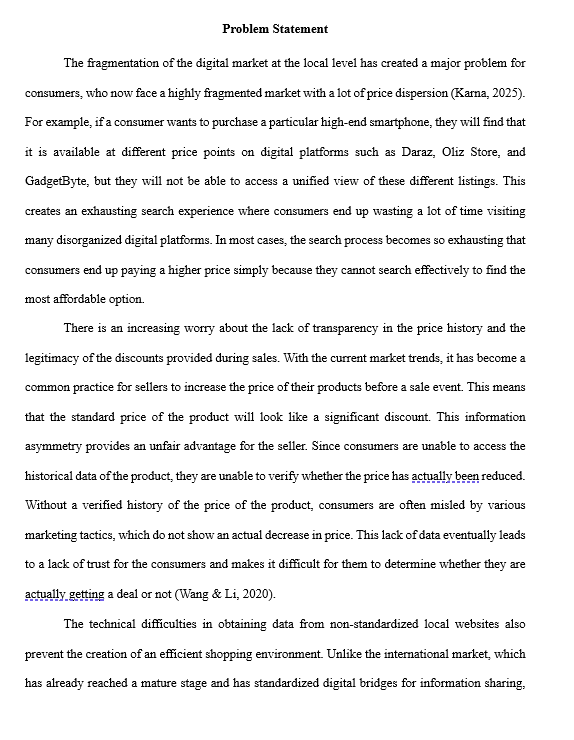 Problem Statement
The fragmentation of the digital market at the local level has created a major problem for
consumers, who now face a highly fragmented market with a lot of price dispersion (Karna, 2025).
For example, if a consumer wants to purchase a particular high-end smartphone, they will find that
it is available at different price points on digital platforms such as Daraz, Oliz Store, and
GadgetByte, but they will not be able to access a unified view of these different listings. This
creates an exhausting search experience where consumers end up wasting a lot of time visiting
many disorganized digital platforms. In most cases, the search process becomes so exhausting that
consumers end up paying a higher price simply because they cannot search effectively to find the
most affordable option.
There is an increasing worry about the lack of transparency in the price history and the
legitimacy of the discounts provided during sales. With the current market trends, it has become a
common practice for sellers to increase the price of their products before a sale event. This means
that the standard price of the product will look like a significant discount. This information
asymmetry provides an unfair advantage for the seller. Since consumers are unable to access the
historical data of the product, they are unable to verify whether the price has actually been reduced.
Without a verified history of the price of the product, consumers are often misled by various
marketing tactics, which do not show an actual decrease in price. This lack of data eventually leads
to a lack of trust for the consumers and makes it difficult for them to determine whether they are
actually getting a deal or not (Wang & Li, 2020).
The technical difficulties in obtaining data from non-standardized local websites also
prevent the creation of an efficient shopping environment. Unlike the international market, which
has already reached a mature stage and has standardized digital bridges for information sharing,